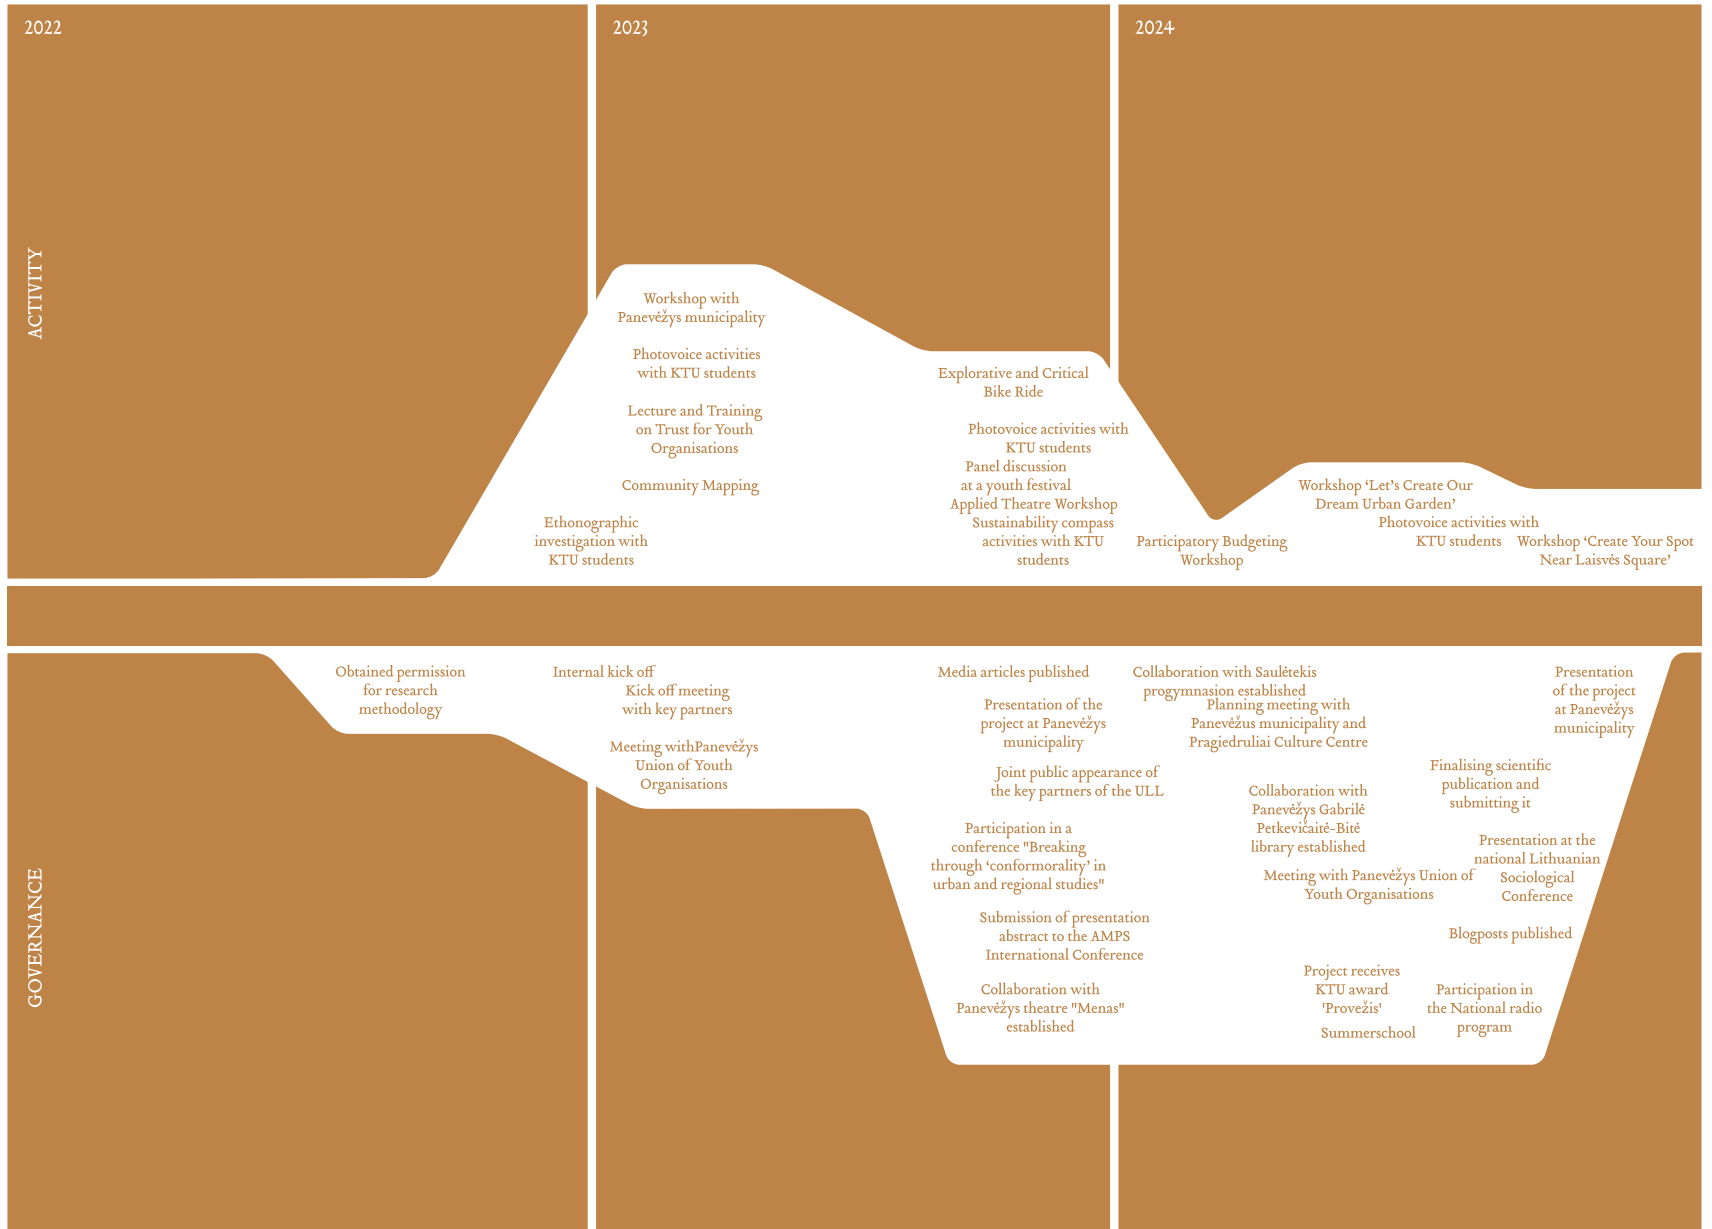 2022
2023
2024
ACTIVITY
Workshop with
Panevėžys municipality
Photovoice activities
with KTU students
Lecture and Training
on Trust for Youth
Organisations
Community Mapping
Ethonographic
investigation with
KTU students
Explorative and Critical
Bike Ride
Photovoice activities with
KTU students
Panel discussion
at a youth festival
Applied Theatre Workshop
Sustainability compass
activities with KTU
students
Participatory Budgeting
Workshop
Workshop ‘Let’s Create Our
Dream Urban Garden’
Photovoice activities with
KTU students
Workshop ‘Create Your Spot
Near Laisvės Square’
GOVERNANCE
Obtained permission
for research
methodology
Internal kick off
Kick off meeting
with key partners
Meeting withPanevėžys
Union of Youth
Organisations
Media articles published
Presentation of the
project at Panevėžys
municipality
Joint public appearance of
the key partners of the ULL
Participation in a
conference "Breaking
through ‘conformorality’ in
urban and regional studies"
Submission of presentation
abstract to the AMPS
International Conference
Collaboration with
Panevėžys theatre "Menas"
established
Collaboration with Saulėtekis
progymnasion established
Planning meeting with
Panevėžus municipality and
Pragiedruliai Culture Centre
Collaboration with
Panevėžys Gabrilė
Petkevičaitė-Bitė
library established
Meeting with Panevėžys Union of
Youth Organisations
Project receives
KTU award
'Provežis'
Summerschool
Finalising scientific
publication and
submitting it
Presentation at the
national Lithuanian
Sociological
Conference
Blogposts published
Participation in
the National radio
program
Presentation
of the project
at Panevėžys
municipality